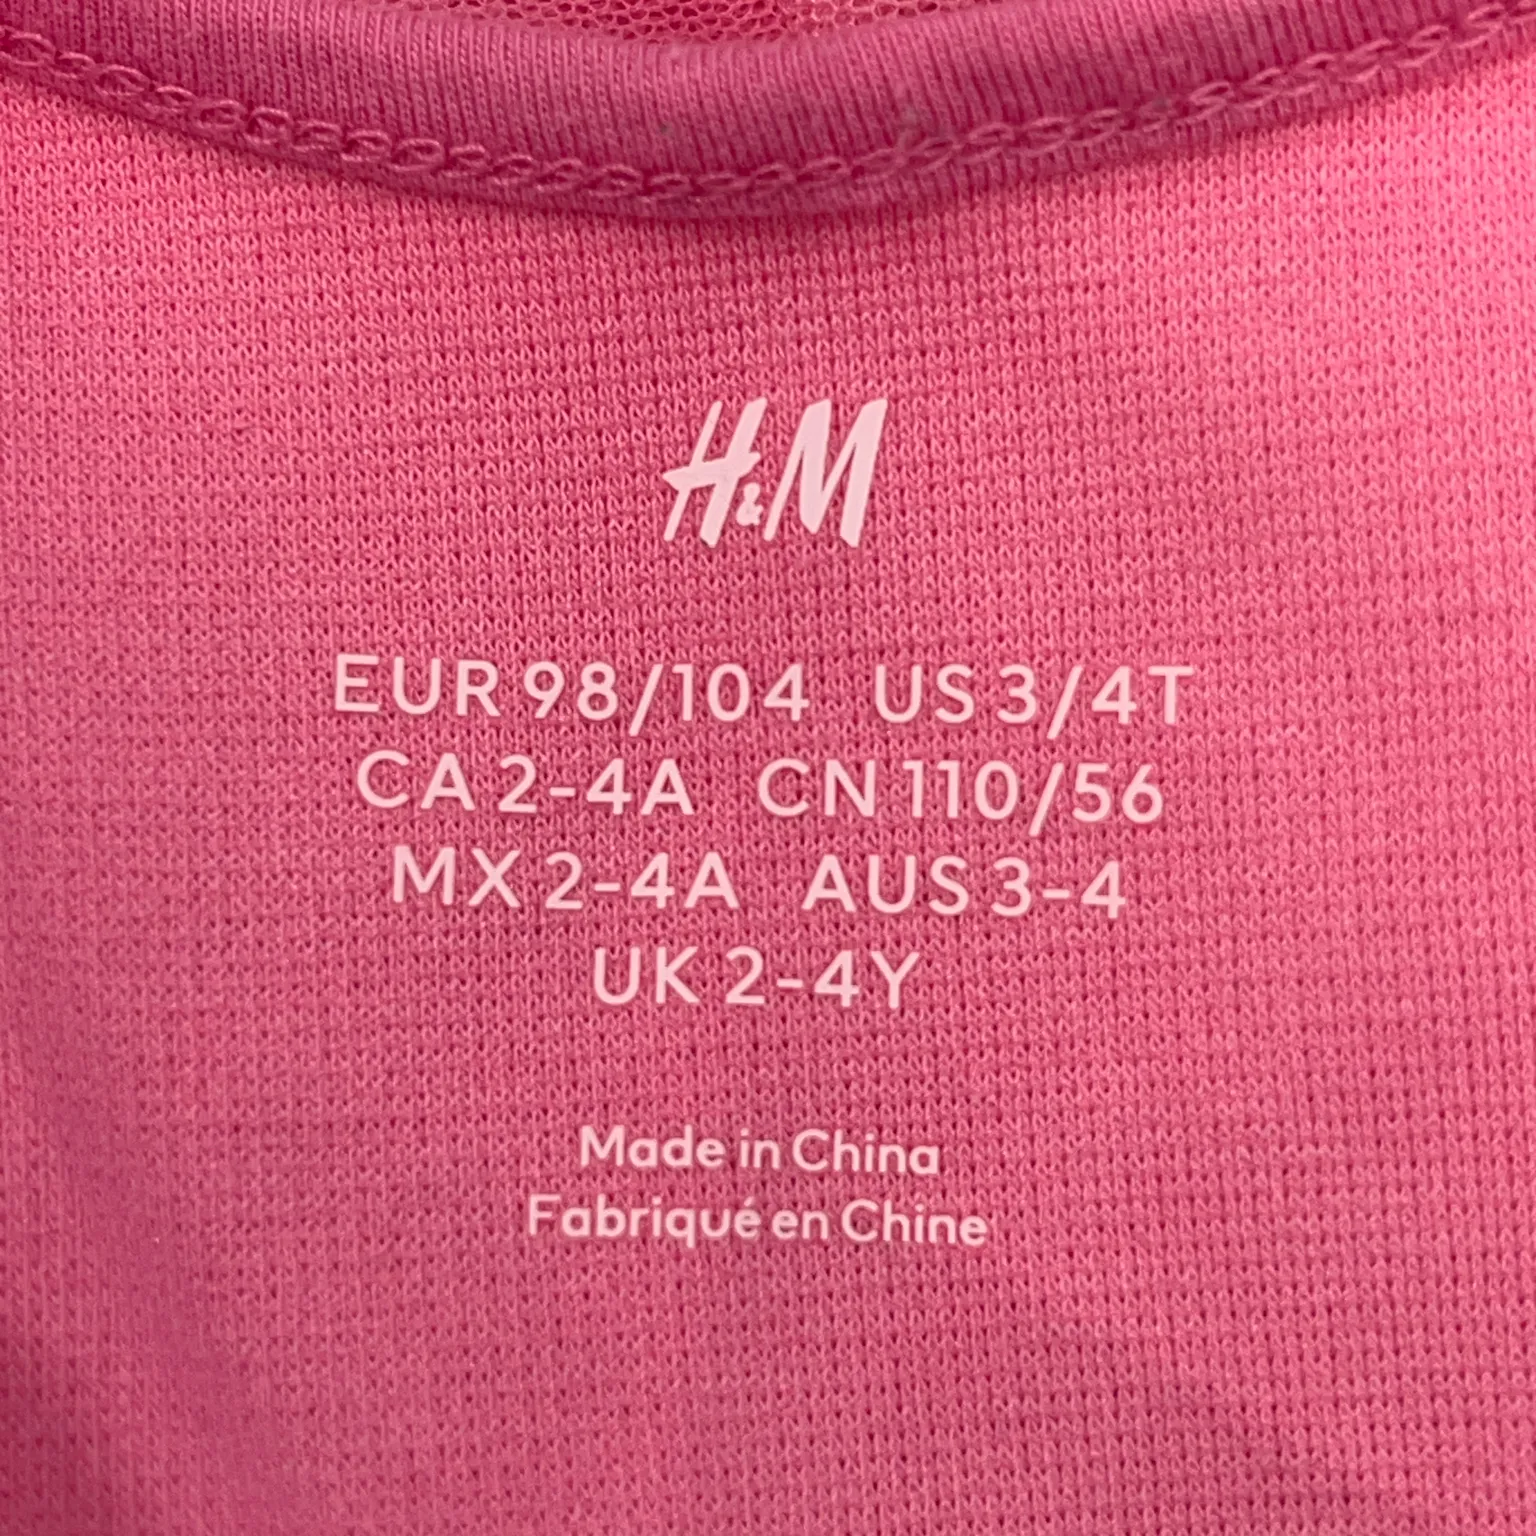 H&M
EUR 98/104 US 3/4T
CA 2-4A CN 110/56
MX 2-4A AUS 3-4
UK 2-4Y
Made in China
Fabriqué en Chine